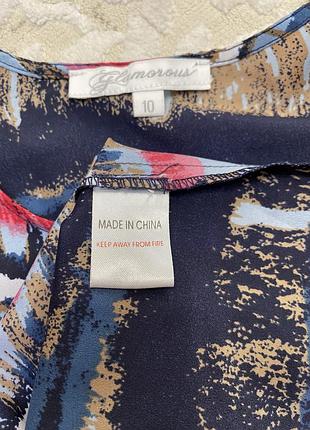 glamorous
10
MADE IN CHINA
KEEP AWAY FROM FIRE